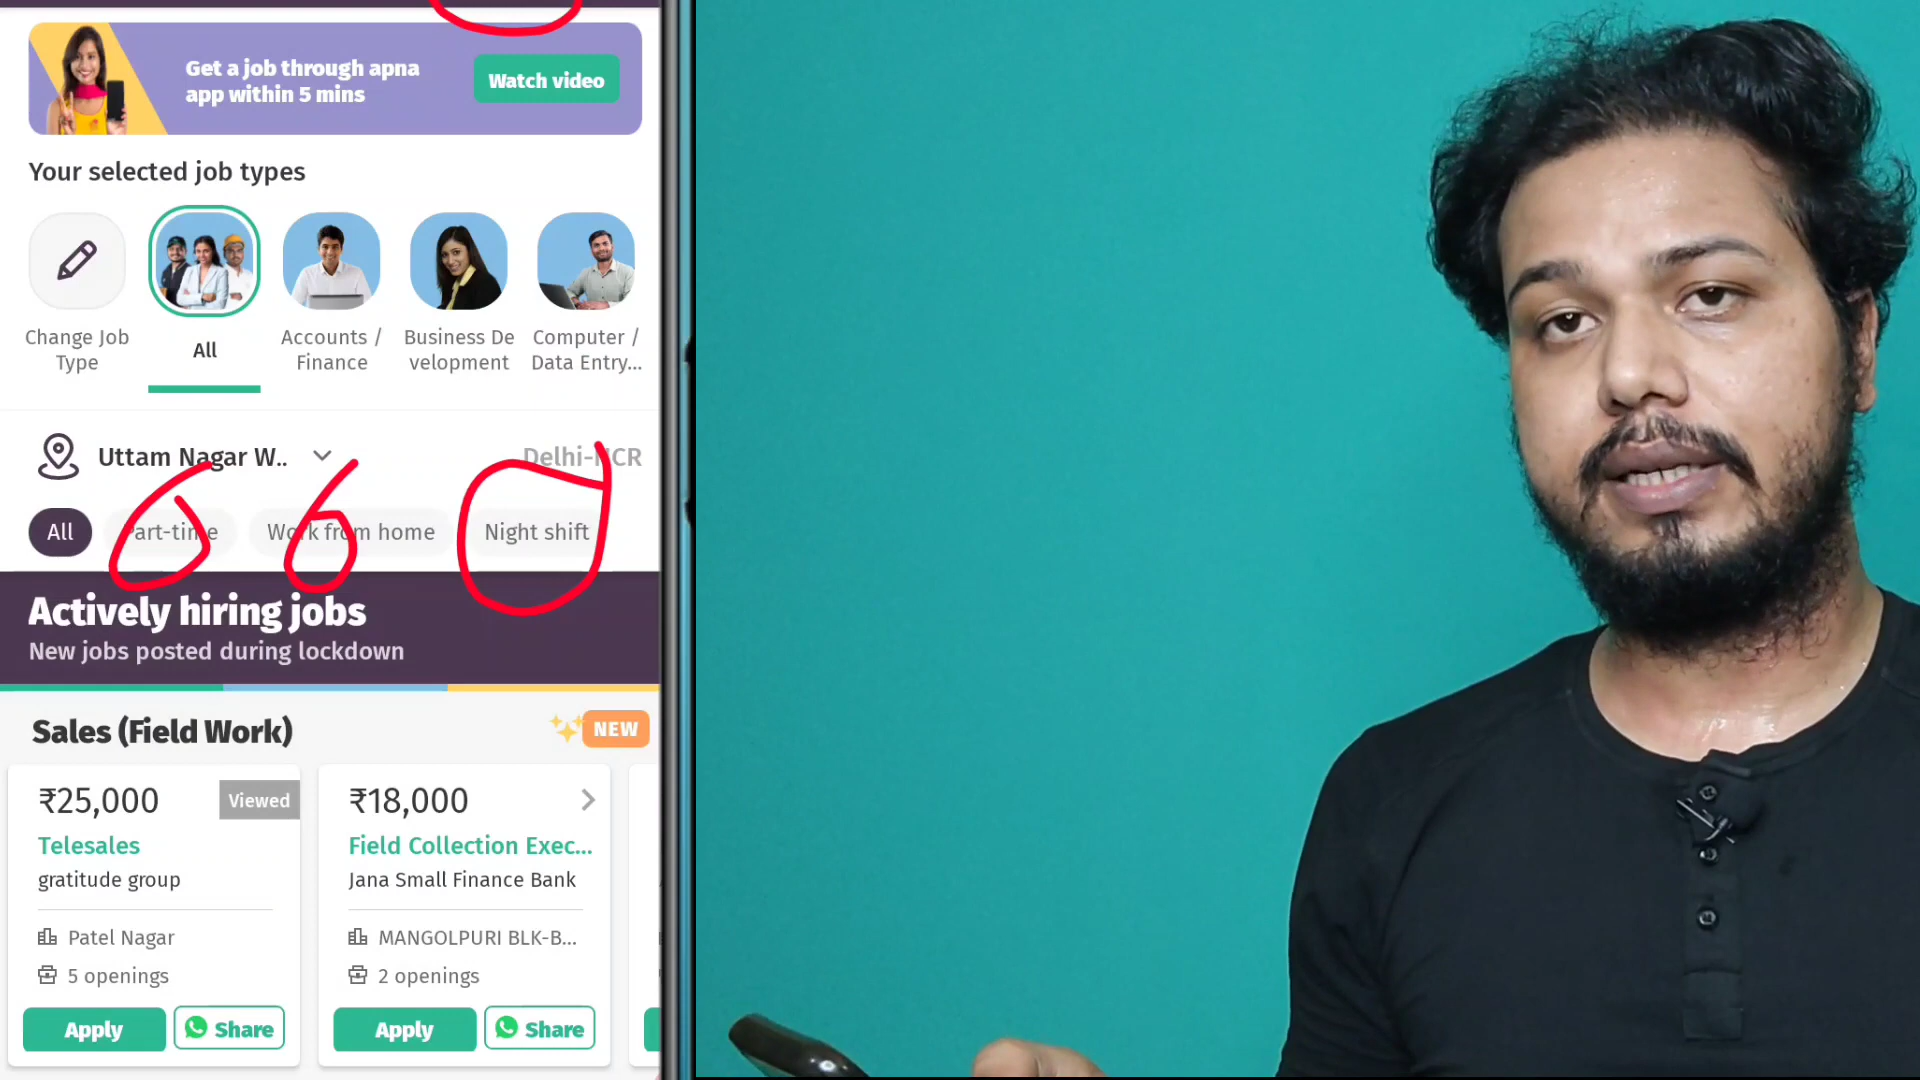 Get a job through apna
app within 5 mins
Watch video
Your selected job types
Change Job
Type
All
Accounts /
Finance
Business De
velopment
Computer /
Data Entry...
Uttam Nagar W..
Delhi-NCR
All
Part-time
Work from home
Night shift
Actively hiring jobs
New jobs posted during lockdown
Sales (Field Work)
NEW
₹25,000
Viewed
Telesales
gratitude group
Patel Nagar
5 openings
Apply
Share
₹18,000
Field Collection Exec...
Jana Small Finance Bank
MANGOLPURI BLK-B...
2 openings
Apply
Share